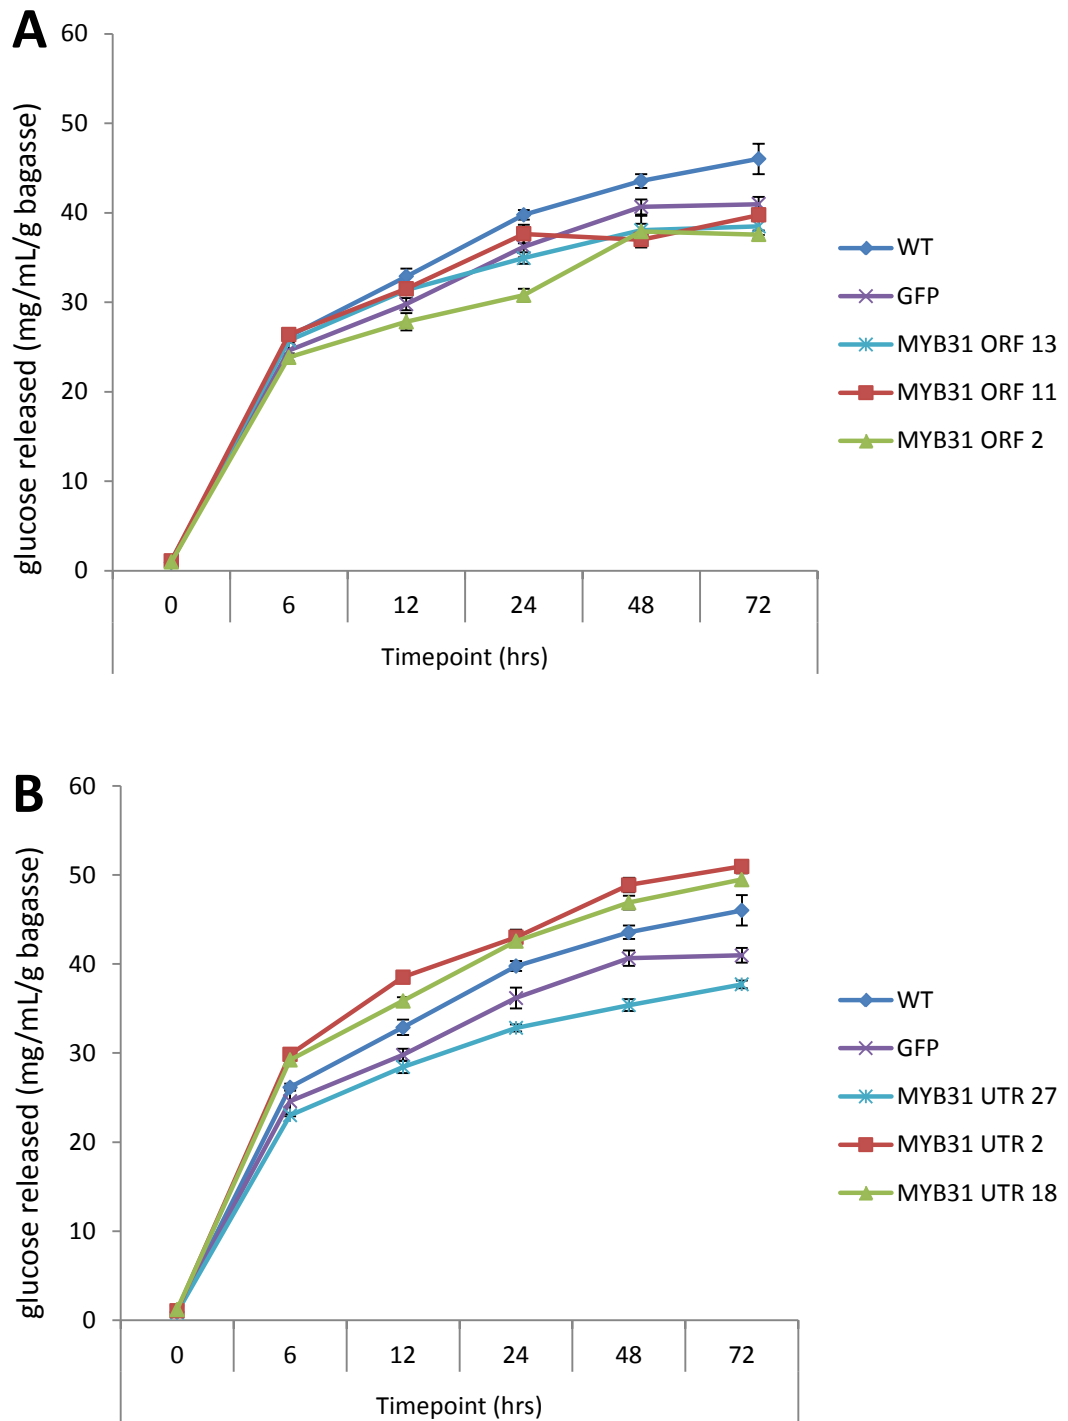 A
60
50
40
30
20
10
0
glucose released (mg/mL/g bagasse)
0 6 12 24 48 72
Timepoint (hrs)
WT
GFP
MYB31 ORF 13
MYB31 ORF 11
MYB31 ORF 2
B
60
50
40
30
20
10
0
glucose released (mg/mL/g bagasse)
0 6 12 24 48 72
Timepoint (hrs)
WT
GFP
MYB31 UTR 27
MYB31 UTR 2
MYB31 UTR 18